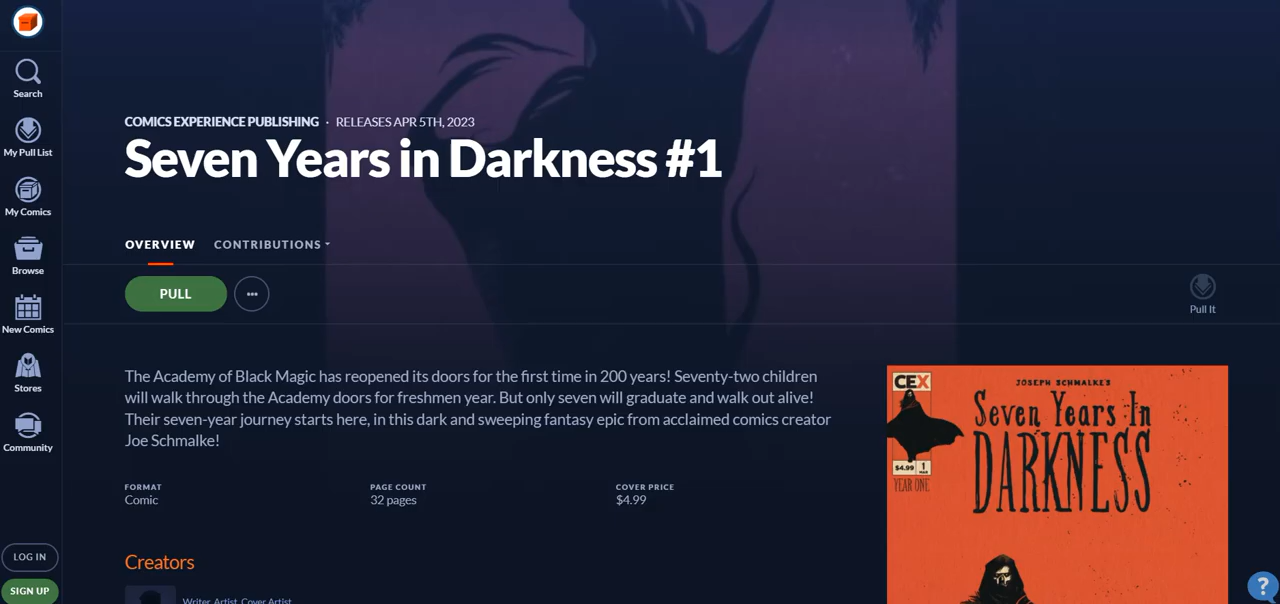 Search
My Pull List
My Comics
Browse
New Comics
Stores
Community
LOG IN
SIGN UP
COMICS EXPERIENCE PUBLISHING · RELEASES APR 5TH, 2023
Seven Years in Darkness #1
OVERVIEW CONTRIBUTIONS
PULL
Pull It
The Academy of Black Magic has reopened its doors for the first time in 200 years! Seventy-two children
will walk through the Academy doors for freshmen year. But only seven will graduate and walk out alive!
Their seven-year journey starts here, in this dark and sweeping fantasy epic from acclaimed comics creator
Joe Schmalke!
FORMAT PAGE COUNT COVER PRICE
Comic 32 pages $4.99
Creators
Writer, Artist, Cover Artist
CEX
$4.99 1
MAR
YEAR ONE
JOSEPH SCHMALKE'S
Seven Years In
DARKNESS
?